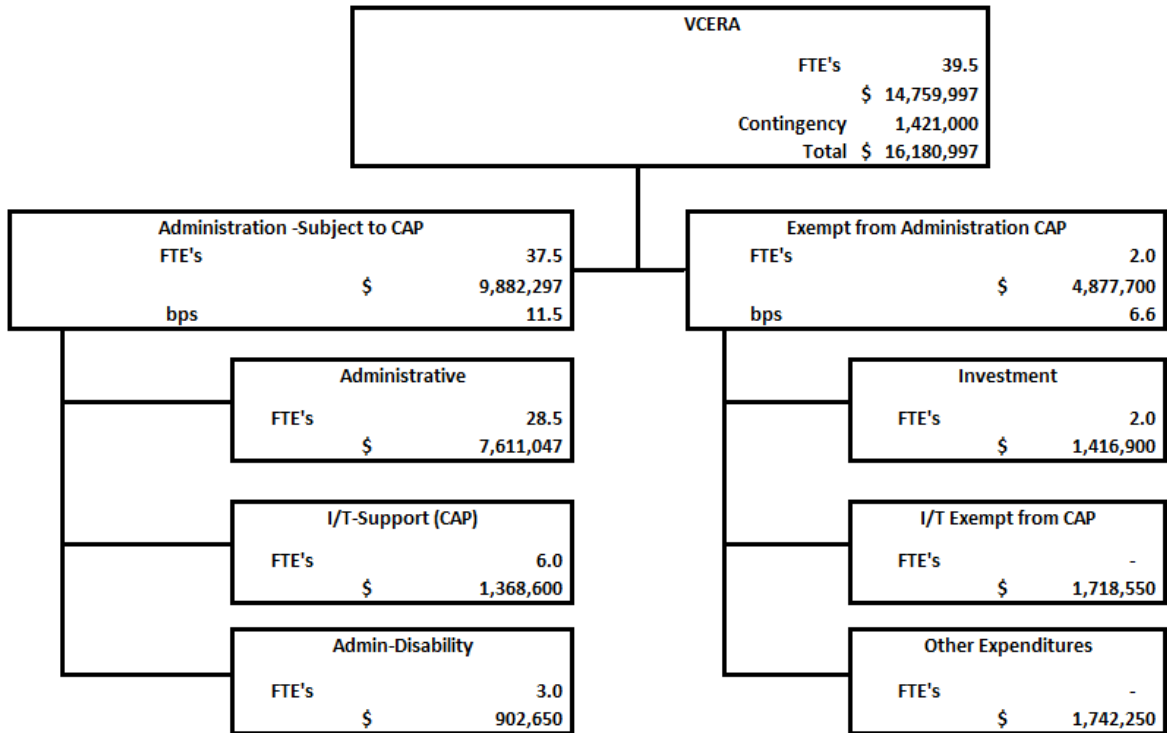 VCERA
FTE's 39.5
$ 14,759,997
Contingency 1,421,000
Total $ 16,180,997
Administration -Subject to CAP
FTE's 37.5
$ 9,882,297
bps 11.5
Exempt from Administration CAP
FTE's 2.0
$ 4,877,700
bps 6.6
Administrative
FTE's 28.5
$ 7,611,047
Investment
FTE's 2.0
$ 1,416,900
I/T-Support (CAP)
FTE's 6.0
$ 1,368,600
I/T Exempt from CAP
FTE's -
$ 1,718,550
Admin-Disability
FTE's 3.0
$ 902,650
Other Expenditures
FTE's -
$ 1,742,250